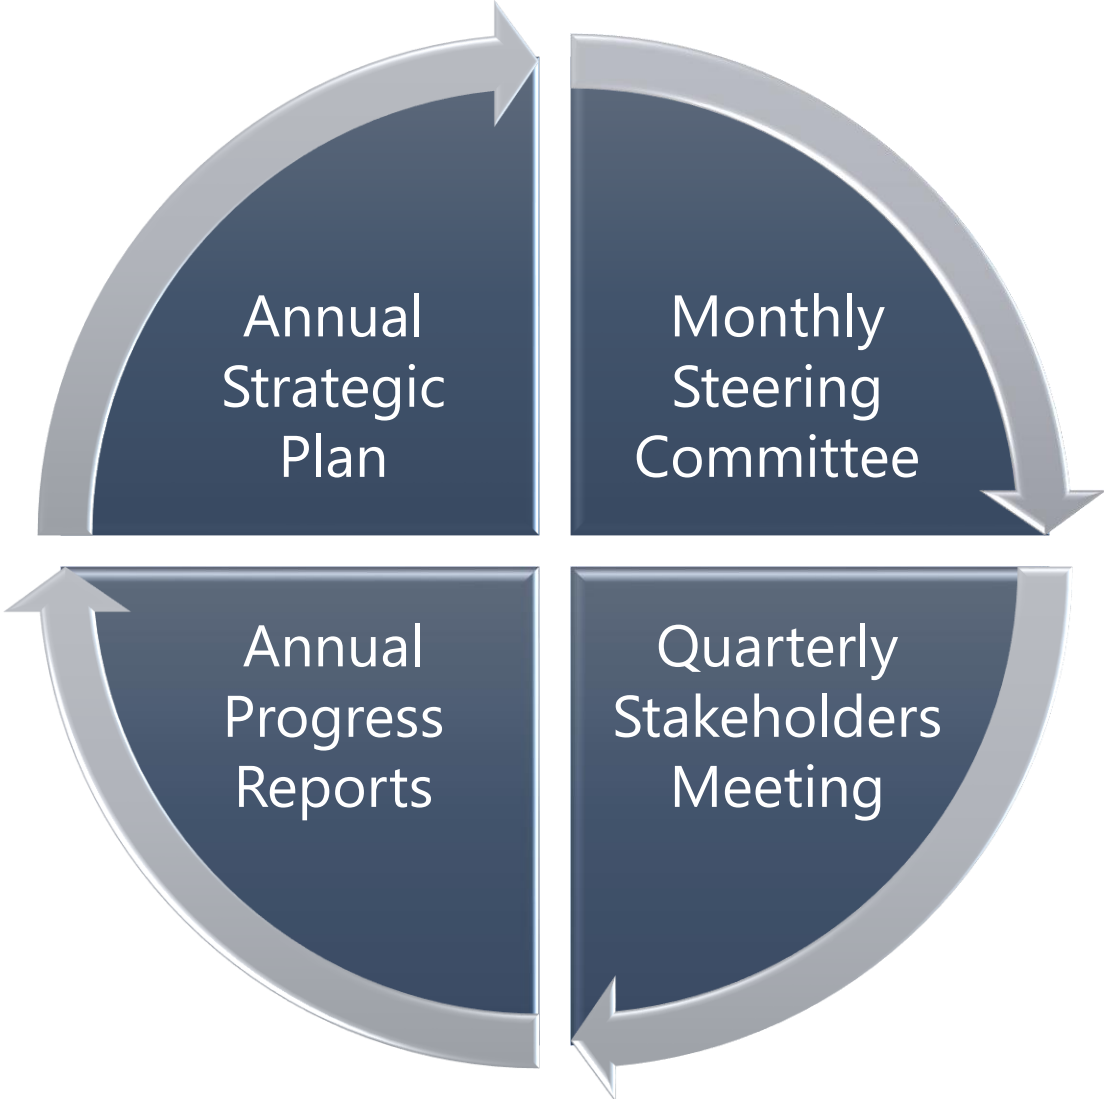 Annual
Strategic
Plan
Monthly
Steering
Committee
Annual
Progress
Reports
Quarterly
Stakeholders
Meeting